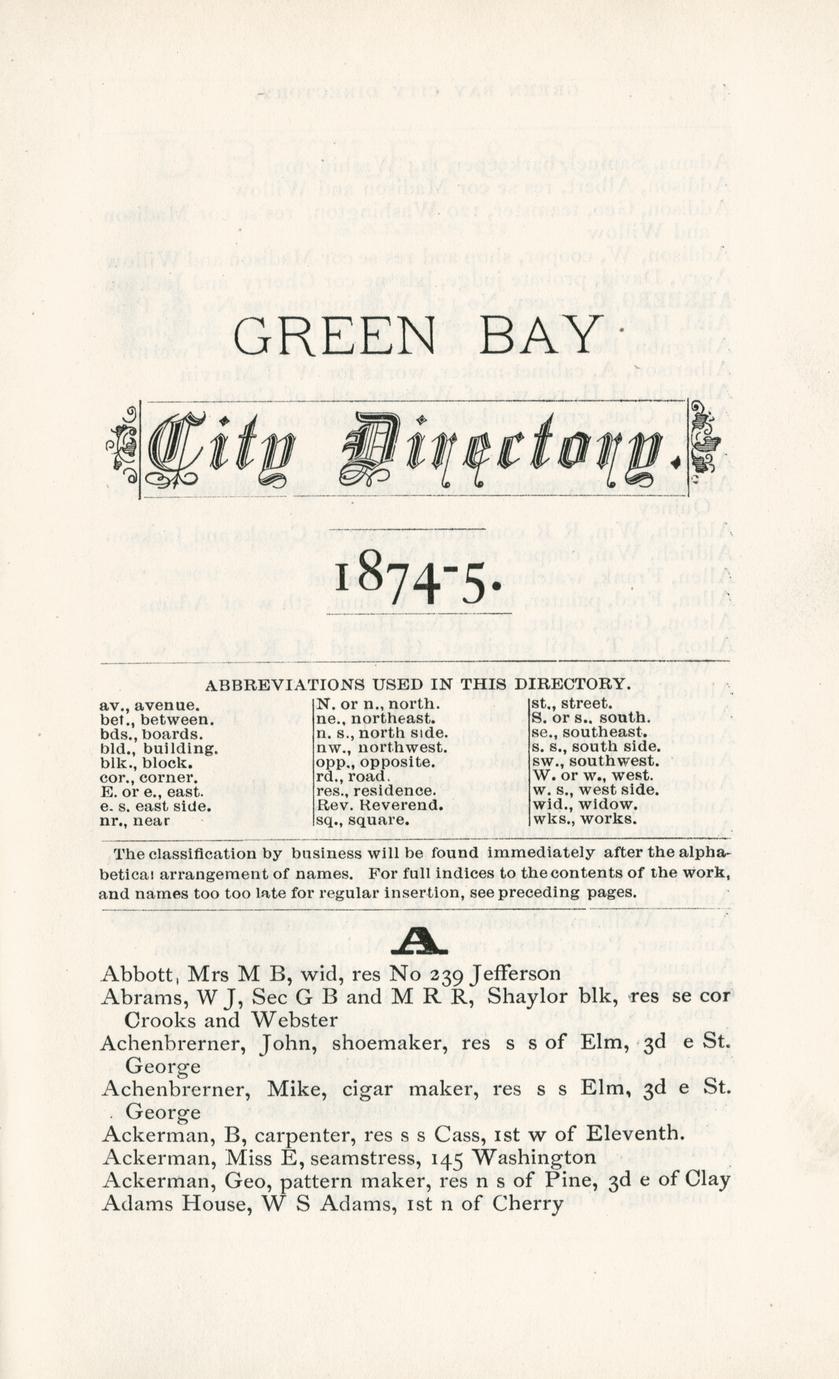 GREEN BAY
City Directory.
1874-5.
ABBREVIATIONS USED IN THIS DIRECTORY.
av., avenue.
bet., between.
bds., boards.
bld., building.
blk., block.
cor., corner.
E. or e., east.
e. s. east side.
nr., near
N. or n., north.
ne., northeast.
n. s., north side.
nw., northwest.
opp., opposite.
rd., road.
res., residence.
Rev. Reverend.
sq., square.
st., street.
S. or s., south.
se., southeast.
s. s., south side.
sw., southwest.
W. or w., west.
w. s., west side.
wid., widow.
wks., works.
The classification by business will be found immediately after the alpha-
betical arrangement of names. For full indices to the contents of the work,
and names too too late for regular insertion, see preceding pages.
A
Abbott, Mrs M B, wid, res No 239 Jefferson
Abrams, W J, Sec G B and M R R, Shaylor blk, res se cor
Crooks and Webster
Achenbrerner, John, shoemaker, res s s of Elm, 3d e St.
George
Achenbrerner, Mike, cigar maker, res s s Elm, 3d e St.
George
Ackerman, B, carpenter, res s s Cass, 1st w of Eleventh.
Ackerman, Miss E, seamstress, 145 Washington
Ackerman, Geo, pattern maker, res n s of Pine, 3d e of Clay
Adams House, W S Adams, 1st n of Cherry